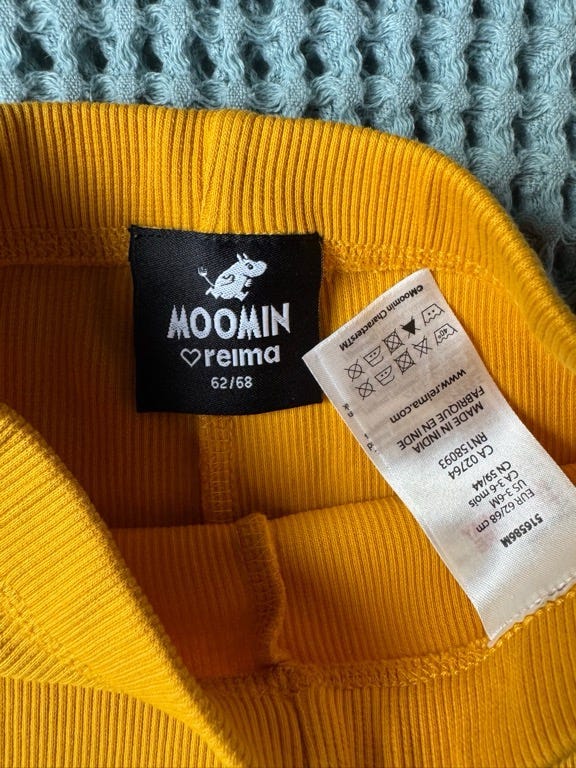 MOOMIN
♡reima
62/68
516586M
EUR 62/68 cm
US 3-6M
CA 3-6 mois
CN 59/44
CA 02764
RN158093
MADE IN INDIA
FABRIQUE EN INDE
www.reima.com
40°
©Moomin Characters™